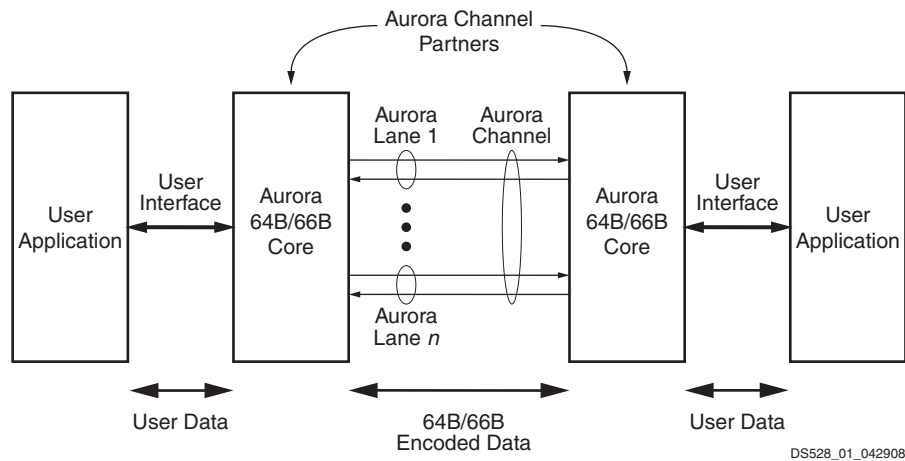 Aurora Channel
Partners
Aurora
Lane 1
Aurora
Channel
User
Interface
User
Interface
User
Application
Aurora
64B/66B
Core
Aurora
64B/66B
Core
User
Application
Aurora
Lane n
User Data
64B/66B
Encoded Data
User Data
DS528_01_042908